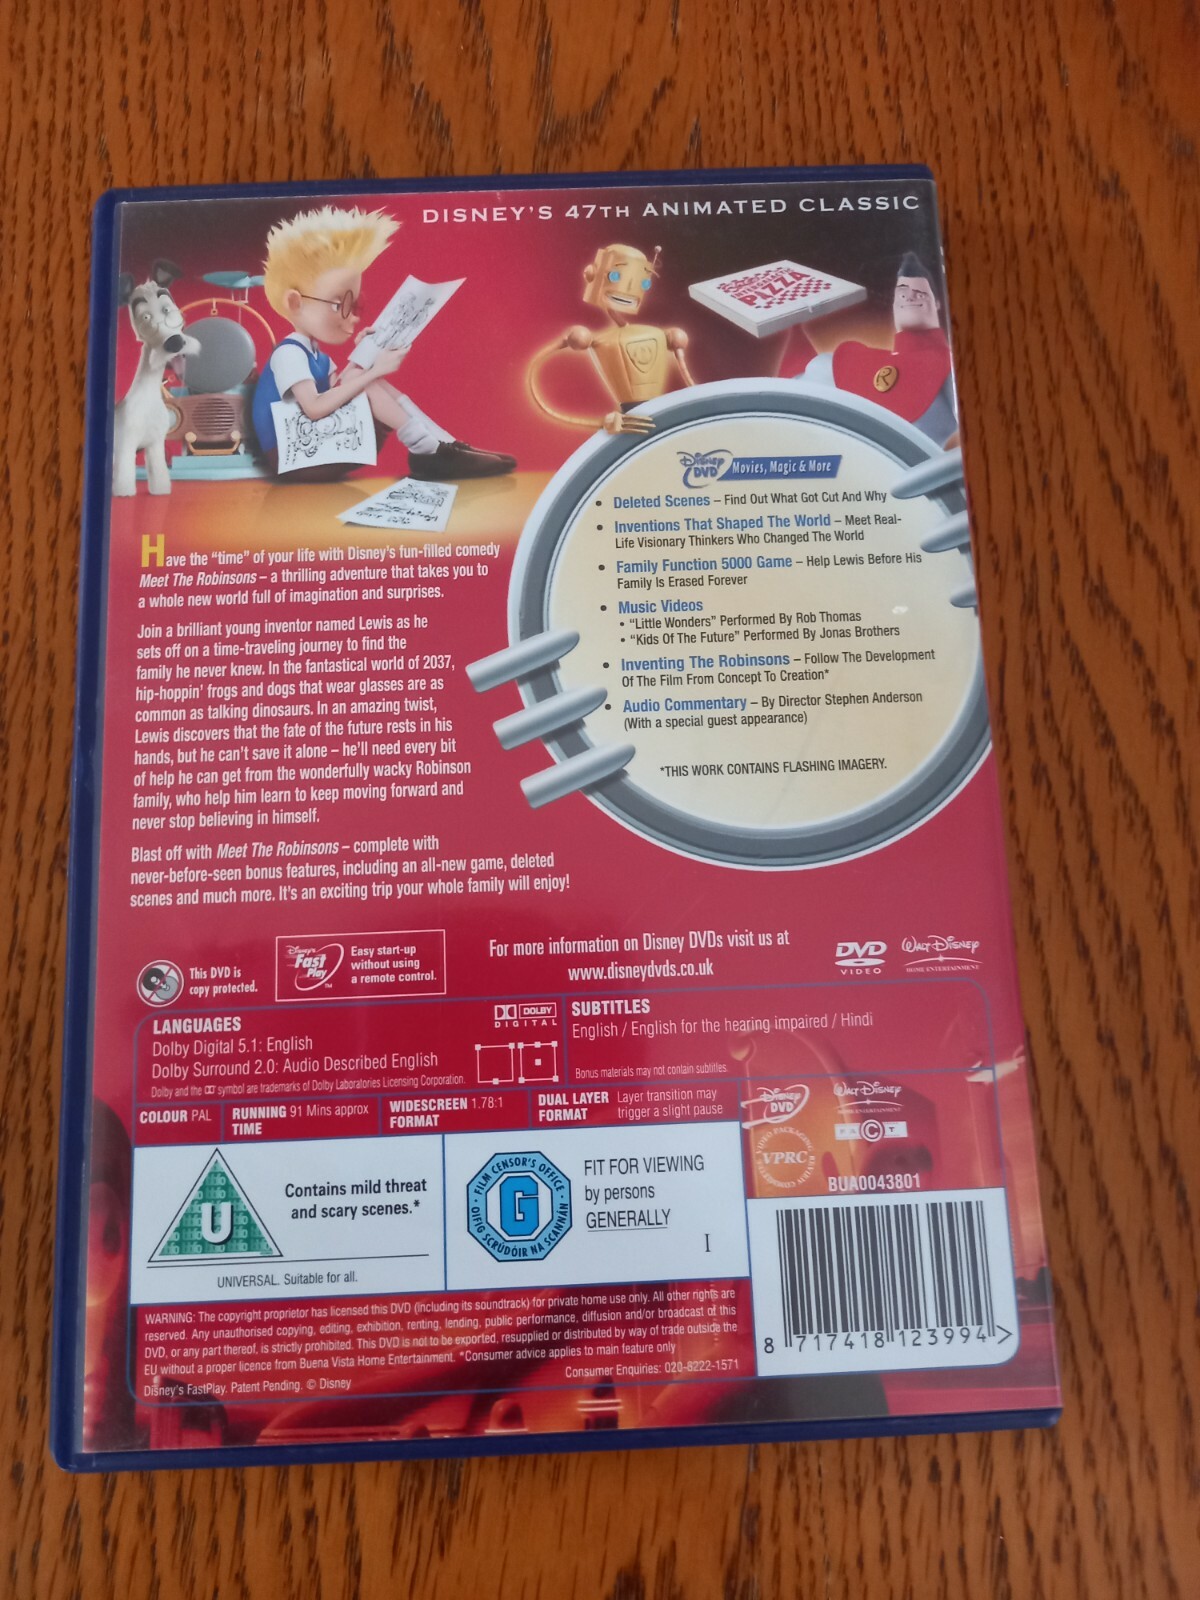 DISNEY'S 47TH ANIMATED CLASSIC
INTERGALACTIC
PIZZA
R
Disney DVD Movies, Magic & More
• Deleted Scenes – Find Out What Got Cut And Why
• Inventions That Shaped The World – Meet Real-
Life Visionary Thinkers Who Changed The World
• Family Function 5000 Game – Help Lewis Before His
Family Is Erased Forever
• Music Videos
• "Little Wonders" Performed By Rob Thomas
• "Kids Of The Future" Performed By Jonas Brothers
• Inventing The Robinsons – Follow The Development
Of The Film From Concept To Creation*
• Audio Commentary – By Director Stephen Anderson
(With a special guest appearance)
*THIS WORK CONTAINS FLASHING IMAGERY.
Have the "time" of your life with Disney's fun-filled comedy
Meet The Robinsons – a thrilling adventure that takes you to
a whole new world full of imagination and surprises.
Join a brilliant young inventor named Lewis as he
sets off on a time-traveling journey to find the
family he never knew. In the fantastical world of 2037,
hip-hoppin' frogs and dogs that wear glasses are as
common as talking dinosaurs. In an amazing twist,
Lewis discovers that the fate of the future rests in his
hands, but he can't save it alone – he'll need every bit
of help he can get from the wonderfully wacky Robinson
family, who help him learn to keep moving forward and
never stop believing in himself.
Blast off with Meet The Robinsons – complete with
never-before-seen bonus features, including an all-new game, deleted
scenes and much more. It's an exciting trip your whole family will enjoy!
This DVD is
copy protected.
Disney's
Fast
Play
TM
Easy start-up
without using
a remote control.
For more information on Disney DVDs visit us at
www.disneydvds.co.uk
DVD
VIDEO
WALT DISNEY
HOME ENTERTAINMENT
LANGUAGES
Dolby Digital 5.1: English
Dolby Surround 2.0: Audio Described English
Dolby and the DD symbol are trademarks of Dolby Laboratories Licensing Corporation.
DOLBY
DIGITAL
SUBTITLES
English / English for the hearing impaired / Hindi
Bonus materials may not contain subtitles.
COLOUR PAL
RUNNING 91 Mins approx
TIME
WIDESCREEN 1.78:1
FORMAT
DUAL LAYER Layer transition may
FORMAT trigger a slight pause
Disney
DVD
WALT DISNEY
HOME ENTERTAINMENT
VIDEO PACKAGING REVIEW COMMITTEE
VPRC
FACT
BUA0043801
U
Contains mild threat
and scary scenes.*
UNIVERSAL. Suitable for all.
FILM CENSOR'S OFFICE
G
OIFIG SCRÚDÓIR NA SCANNÁN
FIT FOR VIEWING
by persons
GENERALLY
I
8 717418 123994 >
WARNING: The copyright proprietor has licensed this DVD (including its soundtrack) for private home use only. All other rights are
reserved. Any unauthorised copying, editing, exhibition, renting, lending, public performance, diffusion and/or broadcast of this
DVD, or any part thereof, is strictly prohibited. This DVD is not to be exported, resupplied or distributed by way of trade outside the
EU without a proper licence from Buena Vista Home Entertainment. *Consumer advice applies to main feature only
Consumer Enquiries: 020-8222-1571
Disney's FastPlay. Patent Pending. © Disney